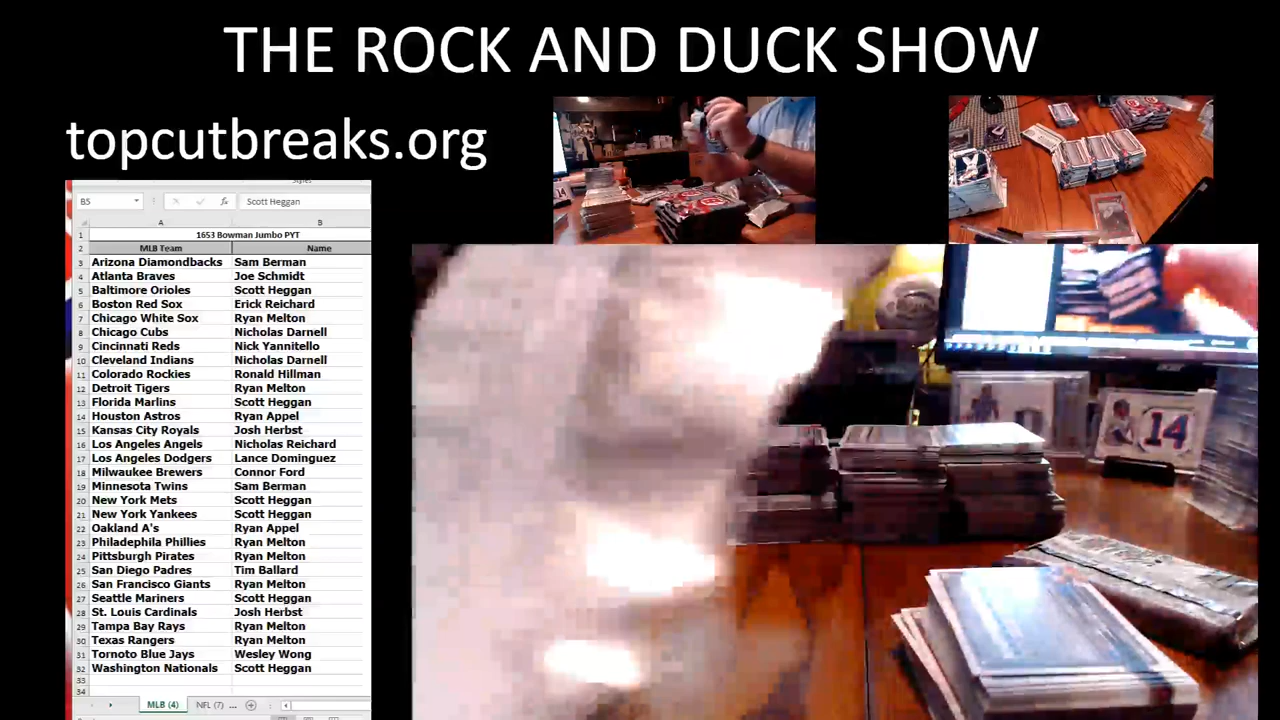 THE ROCK AND DUCK SHOW
topcutbreaks.org
B5 Scott Heggan
A B
1 1653 Bowman Jumbo PYT
2 MLB Team Name
3 Arizona Diamondbacks Sam Berman
4 Atlanta Braves Joe Schmidt
5 Baltimore Orioles Scott Heggan
6 Boston Red Sox Erick Reichard
7 Chicago White Sox Ryan Melton
8 Chicago Cubs Nicholas Darnell
9 Cincinnati Reds Nick Yannitello
10 Cleveland Indians Nicholas Darnell
11 Colorado Rockies Ronald Hillman
12 Detroit Tigers Ryan Melton
13 Florida Marlins Scott Heggan
14 Houston Astros Ryan Appel
15 Kansas City Royals Josh Herbst
16 Los Angeles Angels Nicholas Reichard
17 Los Angeles Dodgers Lance Dominguez
18 Milwaukee Brewers Connor Ford
19 Minnesota Twins Sam Berman
20 New York Mets Scott Heggan
21 New York Yankees Scott Heggan
22 Oakland A's Ryan Appel
23 Philadephila Phillies Ryan Melton
24 Pittsburgh Pirates Ryan Melton
25 San Diego Padres Tim Ballard
26 San Francisco Giants Ryan Melton
27 Seattle Mariners Scott Heggan
28 St. Louis Cardinals Josh Herbst
29 Tampa Bay Rays Ryan Melton
30 Texas Rangers Ryan Melton
31 Tornoto Blue Jays Wesley Wong
32 Washington Nationals Scott Heggan
33
34
MLB (4) NFL (7) ...
14